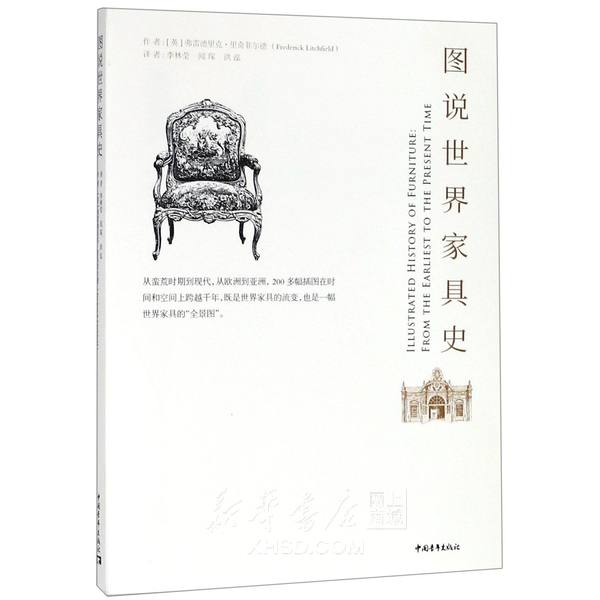 作者：[英] 弗雷德里克·里奇菲尔德（Frederick Litchfield）
译者：李林莹 闻琛 洪泓
图说世界家具史
ILLUSTRATED HISTORY OF FURNITURE:
FROM THE EARLIEST TO THE PRESENT TIME
从蛮荒时期到现代，从欧洲到亚洲，200 多幅插图在时
间和空间上跨越千年，既是世界家具的流变，也是一幅
世界家具的“全景图”。
中国青年出版社
图说世界家具史
新华书店
网上
商城
XHSD.COM